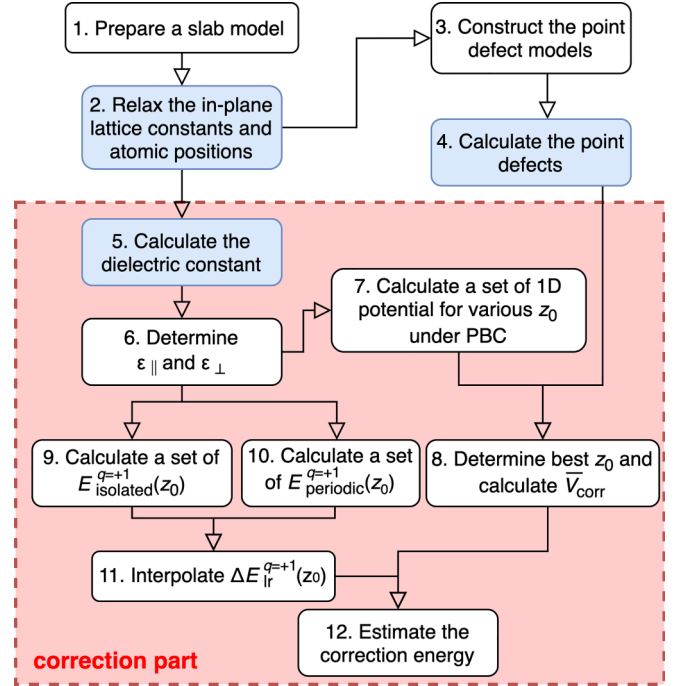 1. Prepare a slab model
2. Relax the in-plane
lattice constants and
atomic positions
3. Construct the point
defect models
4. Calculate the point
defects
5. Calculate the
dielectric constant
6. Determine
ε ∥ and ε ⊥
7. Calculate a set of 1D
potential for various z₀
under PBC
9. Calculate a set of
E q=+1 isolated(z₀)
10. Calculate a set
of E q=+1 periodic(z₀)
8. Determine best z₀ and
calculate V̅corr
11. Interpolate ΔE q=+1 lr (z₀)
12. Estimate the
correction energy
correction part